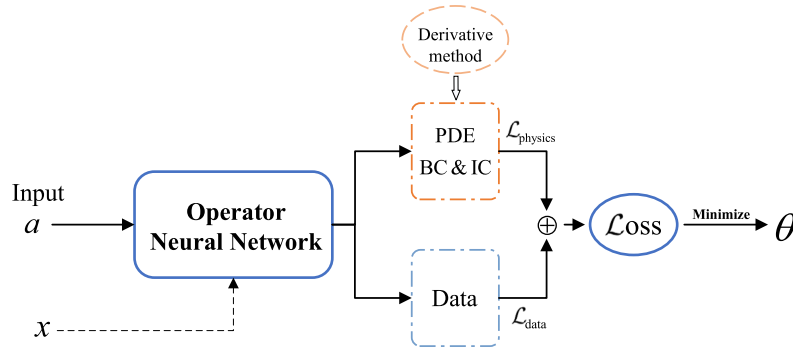 Derivative
method
PDE
BC & IC
ℒphysics
Input
a
Operator
Neural Network
⊕
ℒoss
Minimize
θ
Data
ℒdata
x